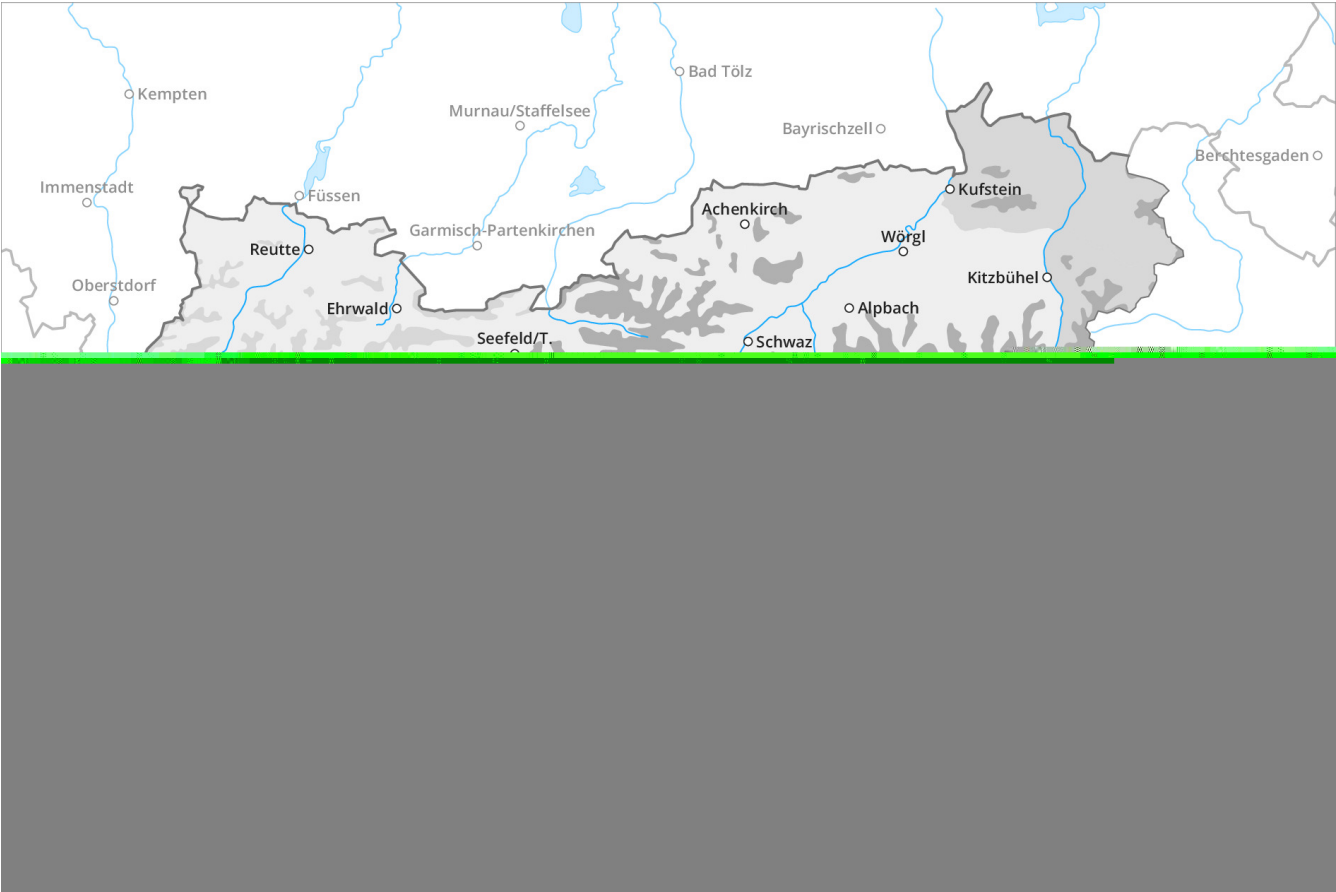 Bad Tölz
Kempten
Murnau/Staffelsee
Bayrischzell
Berchtesgaden
Immenstadt
Füssen
Kufstein
Achenkirch
Garmisch-Partenkirchen
Wörgl
Reutte
Kitzbühel
Oberstdorf
Ehrwald
Alpbach
Seefeld/T.
Schwaz